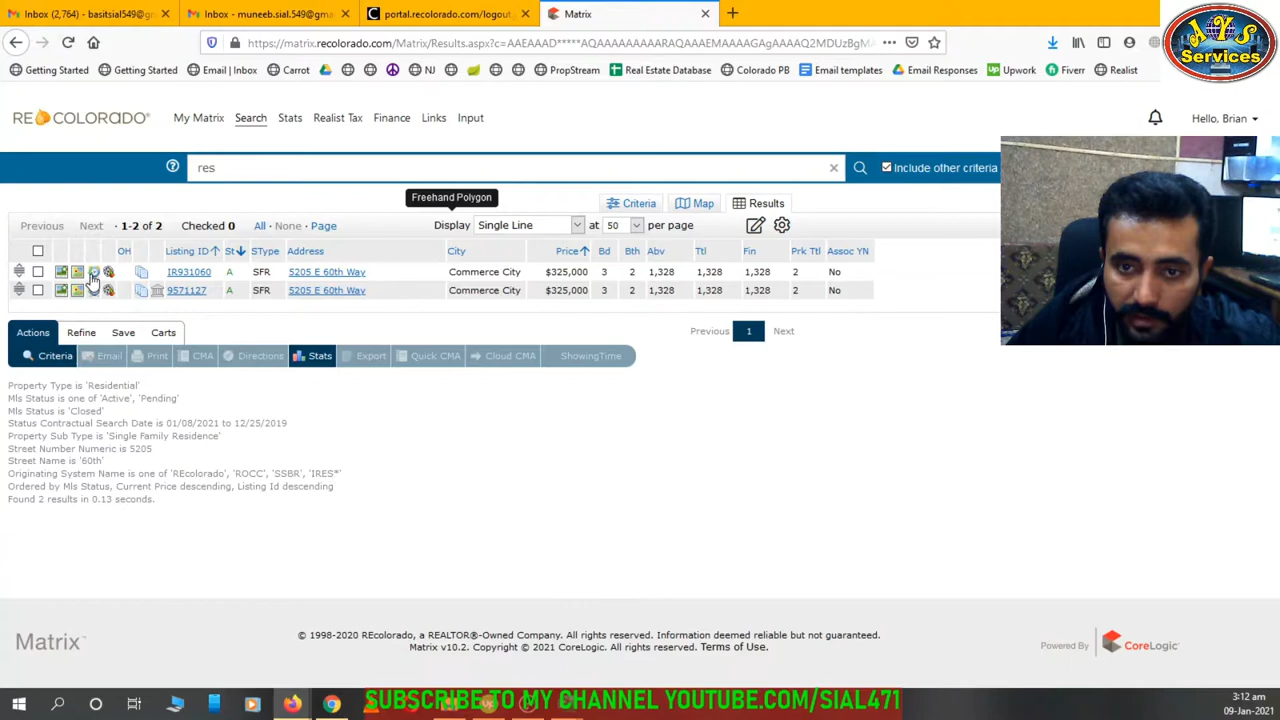 Inbox (2,764) - basitsial549@g
Inbox - muneeb.sial.549@gma
portal.recolorado.com/logout
Matrix
AYS
Services
https://matrix.recolorado.com/Matrix/Results.aspx?c=AAEAAAD*****AQAAAAAAAAARAQAAAEMAAAAGAgAAAAQ2MDUzBgM
Getting Started
Getting Started
Email | Inbox
Carrot
NJ
PropStream
Real Estate Database
Colorado PB
Email templates
Email Responses
Upwork
Fiverr
Realist
RECOLORADO
My Matrix
Search
Stats
Realist Tax
Finance
Links
Input
Hello, Brian
res
Include other criteria
Freehand Polygon
Criteria
Map
Results
Previous Next · 1-2 of 2 Checked 0 All · None · Page
Display Single Line at 50 per page
OH Listing ID St SType Address City Price Bd Bth Abv Ttl Fin Prk Ttl Assoc YN
IR931060 A SFR 5205 E 60th Way Commerce City $325,000 3 2 1,328 1,328 1,328 2 No
9571127 A SFR 5205 E 60th Way Commerce City $325,000 3 2 1,328 1,328 1,328 2 No
Actions Refine Save Carts
Previous 1 Next
Criteria Email Print CMA Directions Stats Export Quick CMA Cloud CMA ShowingTime
Property Type is 'Residential'
Mls Status is one of 'Active', 'Pending'
Mls Status is 'Closed'
Status Contractual Search Date is 01/08/2021 to 12/25/2019
Property Sub Type is 'Single Family Residence'
Street Number Numeric is 5205
Street Name is '60th'
Originating System Name is one of 'REcolorado', 'ROCC', 'SSBR', 'IRES*'
Ordered by Mls Status, Current Price descending, Listing Id descending
Found 2 results in 0.13 seconds.
Matrix
© 1998-2020 REcolorado, a REALTOR®-Owned Company. All rights reserved. Information deemed reliable but not guaranteed.
Matrix v10.2. Copyright © 2021 CoreLogic. All rights reserved. Terms of Use.
Powered By CoreLogic
SUBSCRIBE TO MY CHANNEL YOUTUBE.COM/SIAL471
3:12 am
09-Jan-2021